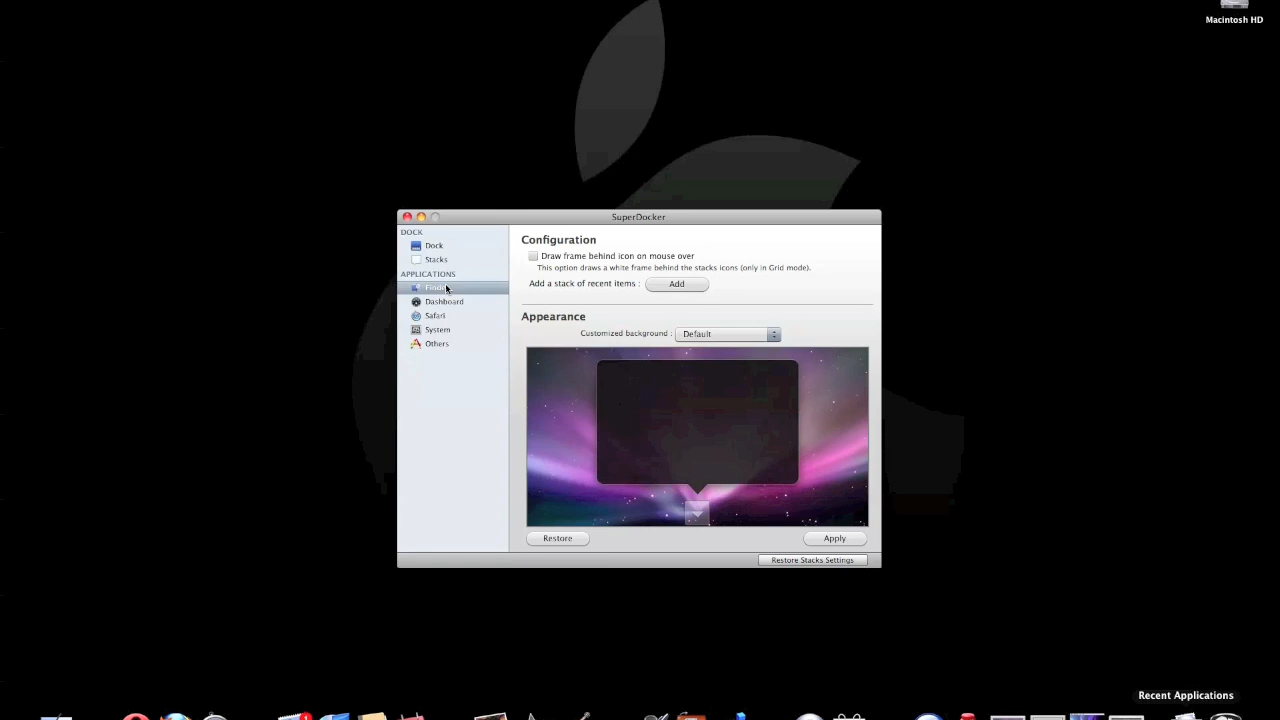 Macintosh HD
SuperDocker
DOCK
Dock
Stacks
APPLICATIONS
Finder
Dashboard
Safari
System
Others
Configuration
Draw frame behind icon on mouse over
This option draws a white frame behind the stacks icons (only in Grid mode).
Add a stack of recent items :
Add
Appearance
Customized background :
Default
Restore
Apply
Restore Stacks Settings
Recent Applications
1